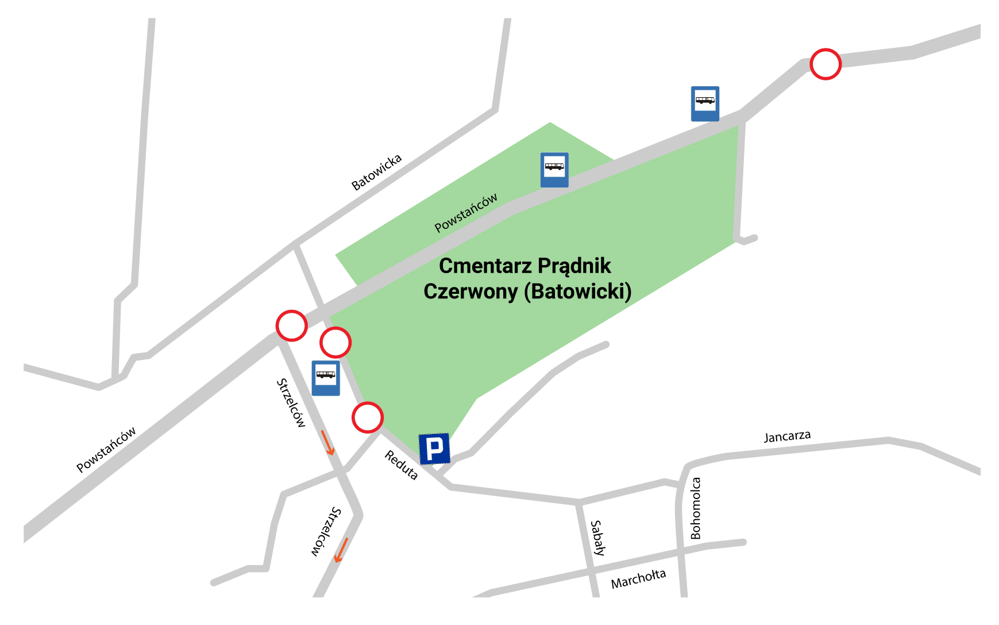 Batowicka
Powstańców
Cmentarz Prądnik
Czerwony (Batowicki)
Strzelców
Powstańców
P
Reduta
Jancarza
Bohomolca
Strzelców
Sabały
Marchołta